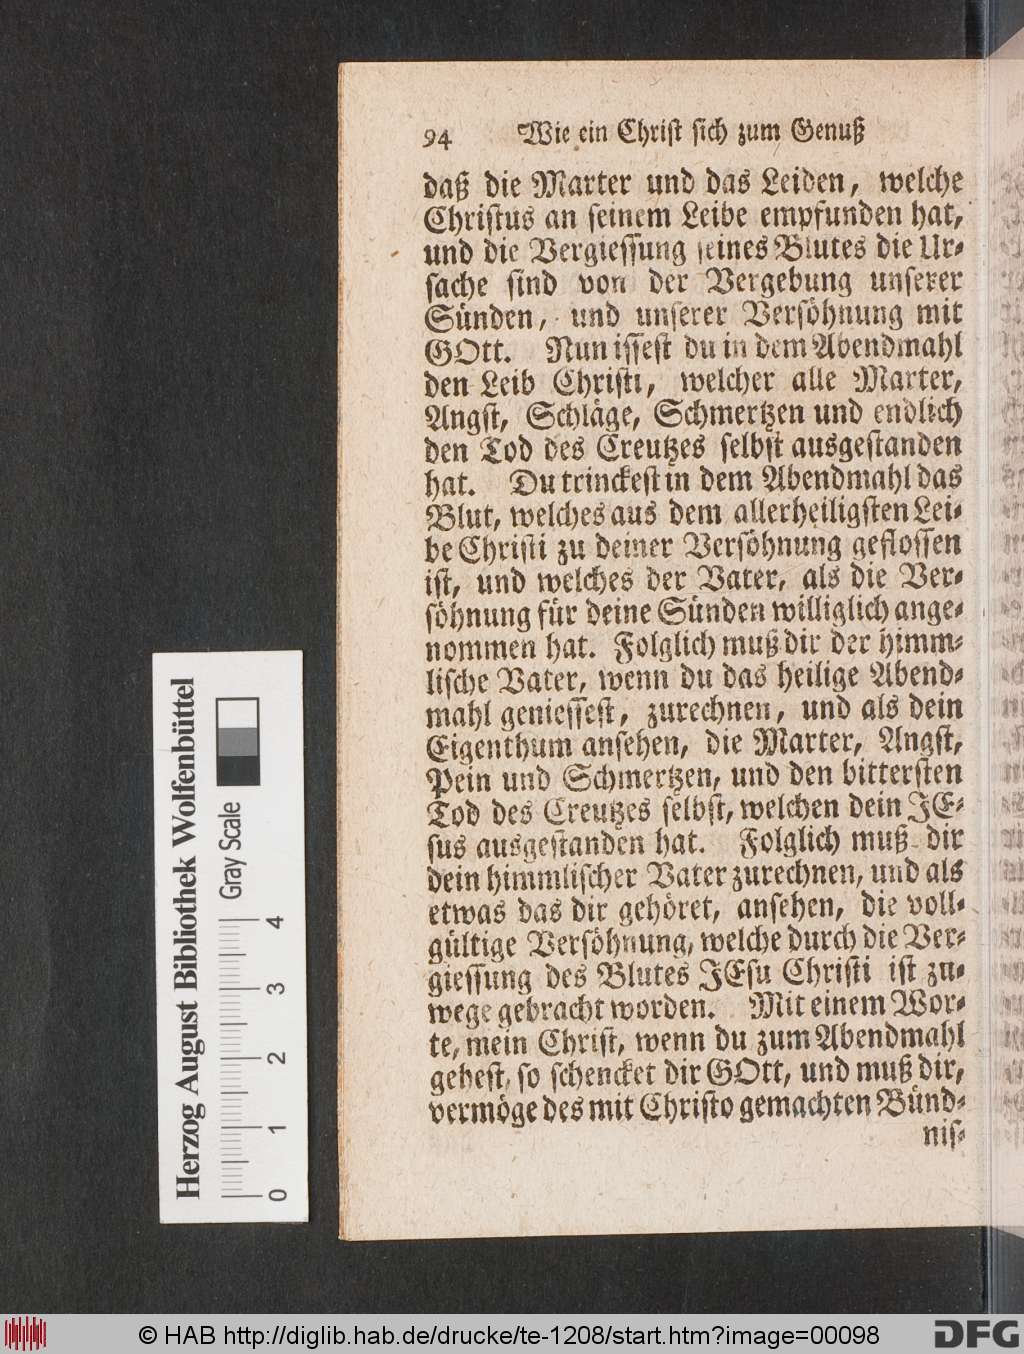 94 Wie ein Christ sich zum Genuß
daß die Marter und das Leiden, welche
Christus an seinem Leibe empfunden hat,
und die Vergiessung seines Blutes die Ur-
sache sind von der Vergebung unserer
Sünden, und unserer Versöhnung mit
GOtt. Nun issest du in dem Abendmahl
den Leib Christi, welcher alle Marter,
Angst, Schläge, Schmertzen und endlich
den Tod des Creutzes selbst ausgestanden
hat. Du trinckest in dem Abendmahl das
Blut, welches aus dem allerheiligsten Lei-
be Christi zu deiner Versöhnung geflossen
ist, und welches der Vater, als die Ver-
söhnung für deine Sünden williglich ange-
nommen hat. Folglich muß dir der himm-
lische Vater, wenn du das heilige Abend-
mahl geniessest, zurechnen, und als dein
Eigenthum ansehen, die Marter, Angst,
Pein und Schmertzen, und den bittersten
Tod des Creutzes selbst, welchen dein JE-
sus ausgestanden hat. Folglich muß dir
dein himmlischer Vater zurechnen, und als
etwas das dir gehöret, ansehen, die voll-
gültige Versöhnung, welche durch die Ver-
giessung des Blutes JEsu Christi ist zu-
wege gebracht worden. Mit einem Wor-
te, mein Christ, wenn du zum Abendmahl
gehest, so schencket dir GOtt, und muß dir,
vermöge des mit Christo gemachten Bünd-
nis-
Herzog August Bibliothek Wolfenbüttel
Gray Scale
0 1 2 3 4
© HAB http://diglib.hab.de/drucke/te-1208/start.htm?image=00098
DFG